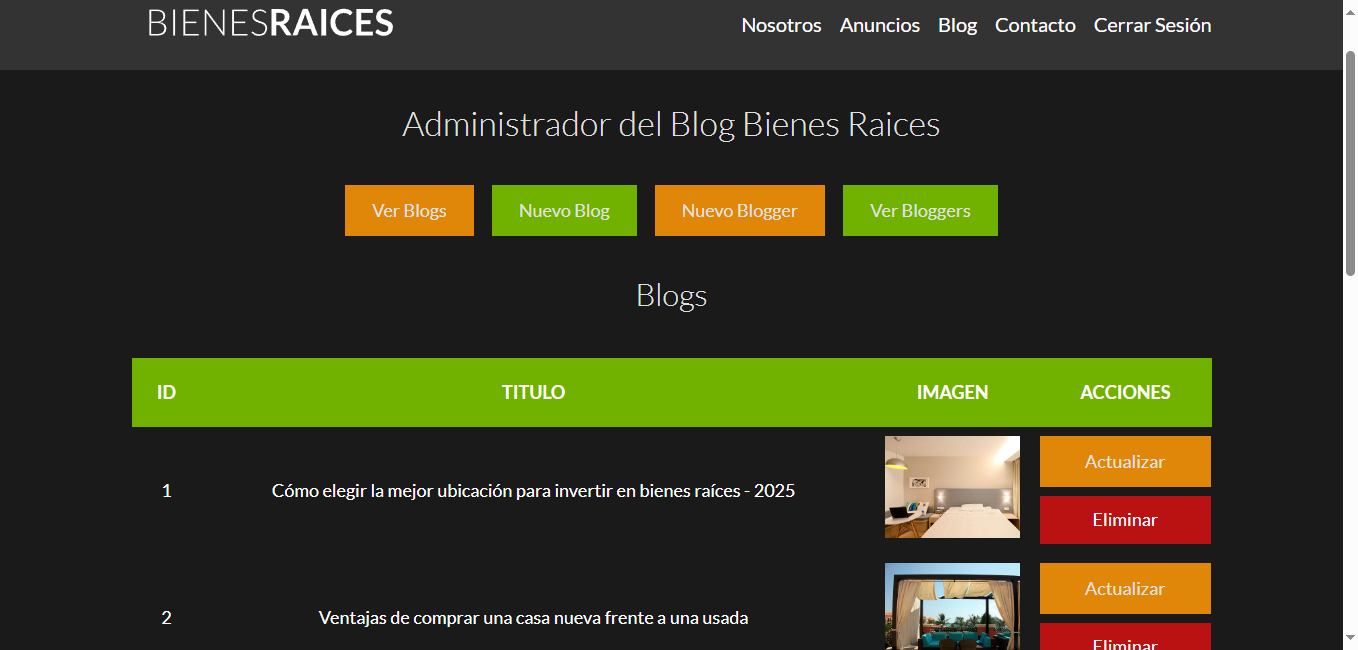 BIENESRAICES
Nosotros Anuncios Blog Contacto Cerrar Sesión
Administrador del Blog Bienes Raices
Ver Blogs Nuevo Blog Nuevo Blogger Ver Bloggers
Blogs
ID TITULO IMAGEN ACCIONES
1 Cómo elegir la mejor ubicación para invertir en bienes raíces - 2025
Actualizar
Eliminar
2 Ventajas de comprar una casa nueva frente a una usada
Actualizar
Eliminar